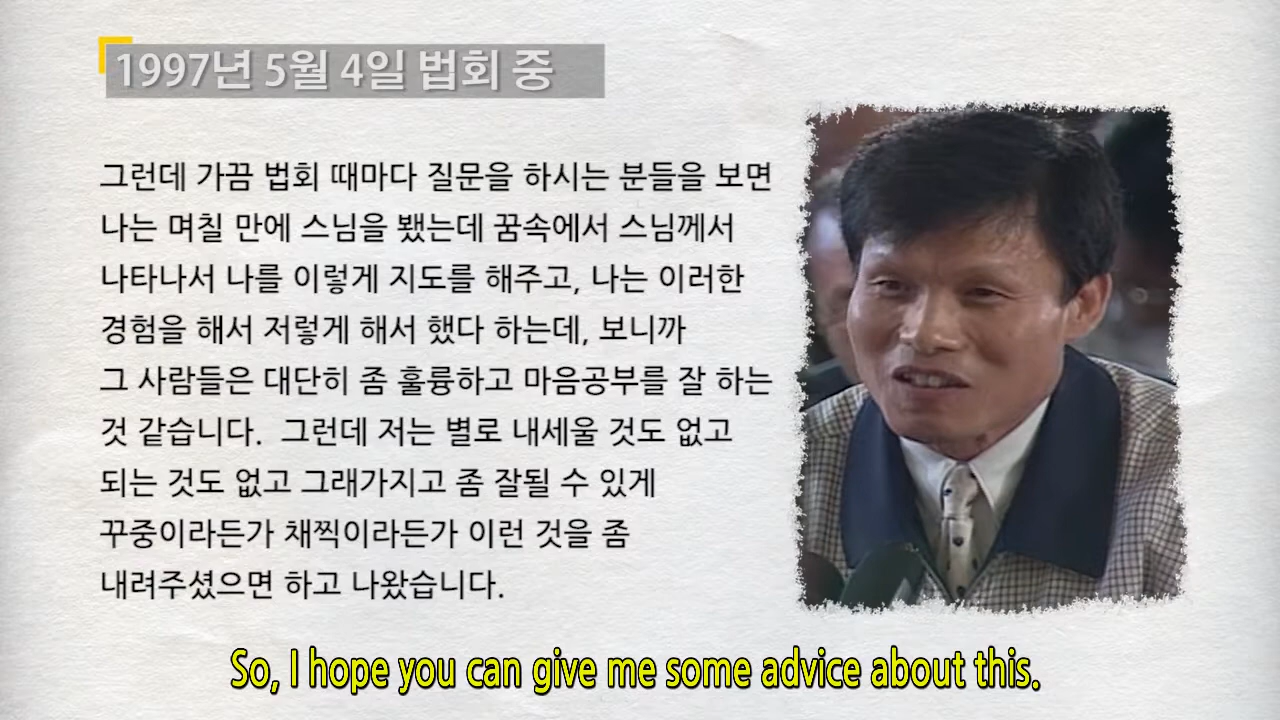 1997년 5월 4일 법회 중
그런데 가끔 법회 때마다 질문을 하시는 분들을 보면
나는 며칠 만에 스님을 뵀는데 꿈속에서 스님께서
나타나서 나를 이렇게 지도를 해주고, 나는 이러한
경험을 해서 저렇게 해서 했다 하는데, 보니까
그 사람들은 대단히 좀 훌륭하고 마음공부를 잘 하는
것 같습니다. 그런데 저는 별로 내세울 것도 없고
되는 것도 없고 그래가지고 좀 잘될 수 있게
꾸중이라든가 채찍이라든가 이런 것을 좀
내려주셨으면 하고 나왔습니다.
So, I hope you can give me some advice about this.